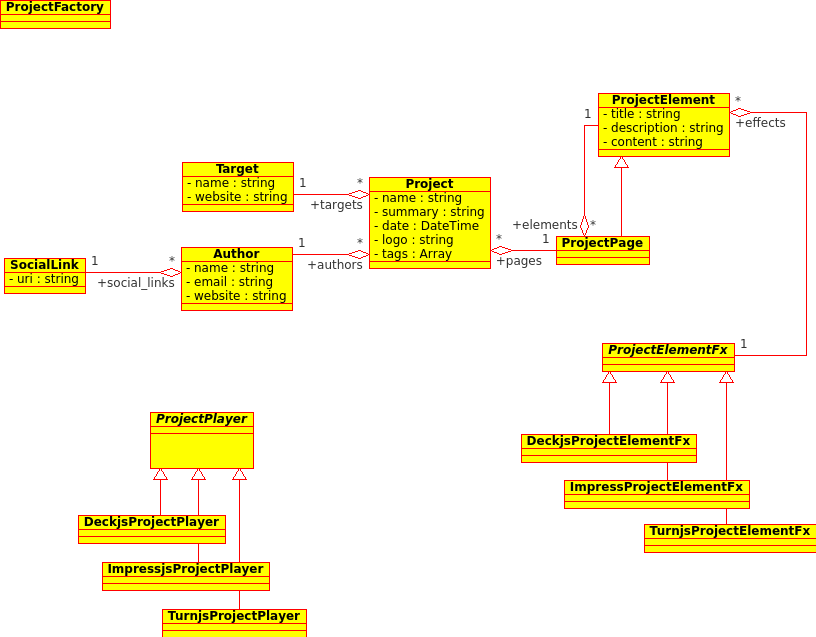 ProjectFactory
ProjectElement
- title : string
- description : string
- content : string
*
+effects
1
Target
- name : string
- website : string
1
*
+targets
Project
- name : string
- summary : string
- date : DateTime
- logo : string
- tags : Array
+elements
*
*
1
+pages
ProjectPage
SocialLink
- uri : string
1
*
+social_links
Author
- name : string
- email : string
- website : string
1
*
+authors
ProjectElementFx
1
ProjectPlayer
DeckjsProjectElementFx
ImpressProjectElementFx
TurnjsProjectElementFx
DeckjsProjectPlayer
ImpressjsProjectPlayer
TurnjsProjectPlayer